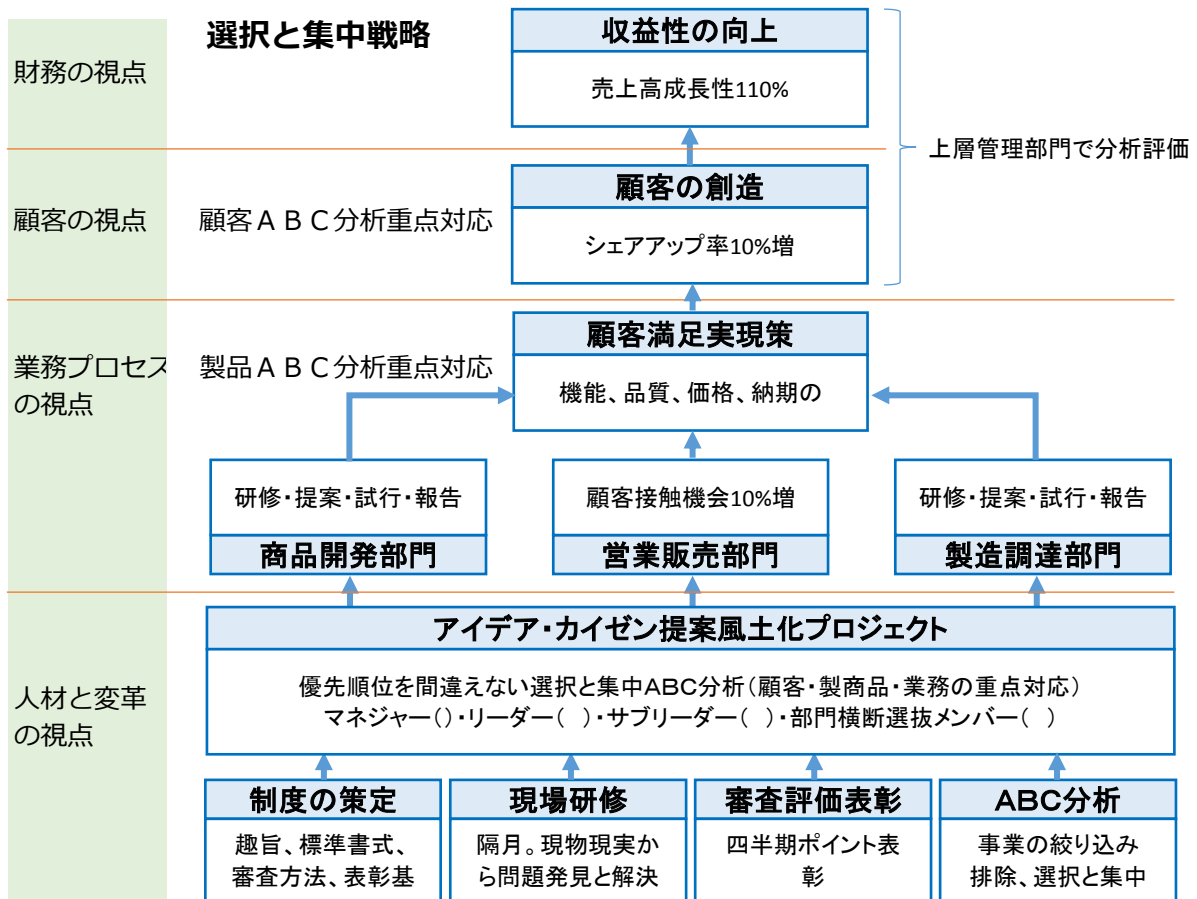 選択と集中戦略
財務の視点
収益性の向上
売上高成長性110%
上層管理部門で分析評価
顧客の視点
顧客ＡＢＣ分析重点対応
顧客の創造
シェアアップ率10%増
業務プロセス
の視点
製品ＡＢＣ分析重点対応
顧客満足実現策
機能、品質、価格、納期の
研修・提案・試行・報告
商品開発部門
顧客接触機会10%増
営業販売部門
研修・提案・試行・報告
製造調達部門
人材と変革
の視点
アイデア・カイゼン提案風土化プロジェクト
優先順位を間違えない選択と集中ABC分析（顧客・製商品・業務の重点対応）
マネジャー（）・リーダー（　）・サブリーダー（　）・部門横断選抜メンバー（　）
制度の策定
趣旨、標準書式、
審査方法、表彰基
現場研修
隔月。現物現実か
ら問題発見と解決
審査評価表彰
四半期ポイント表
彰
ＡＢＣ分析
事業の絞り込み
排除、選択と集中